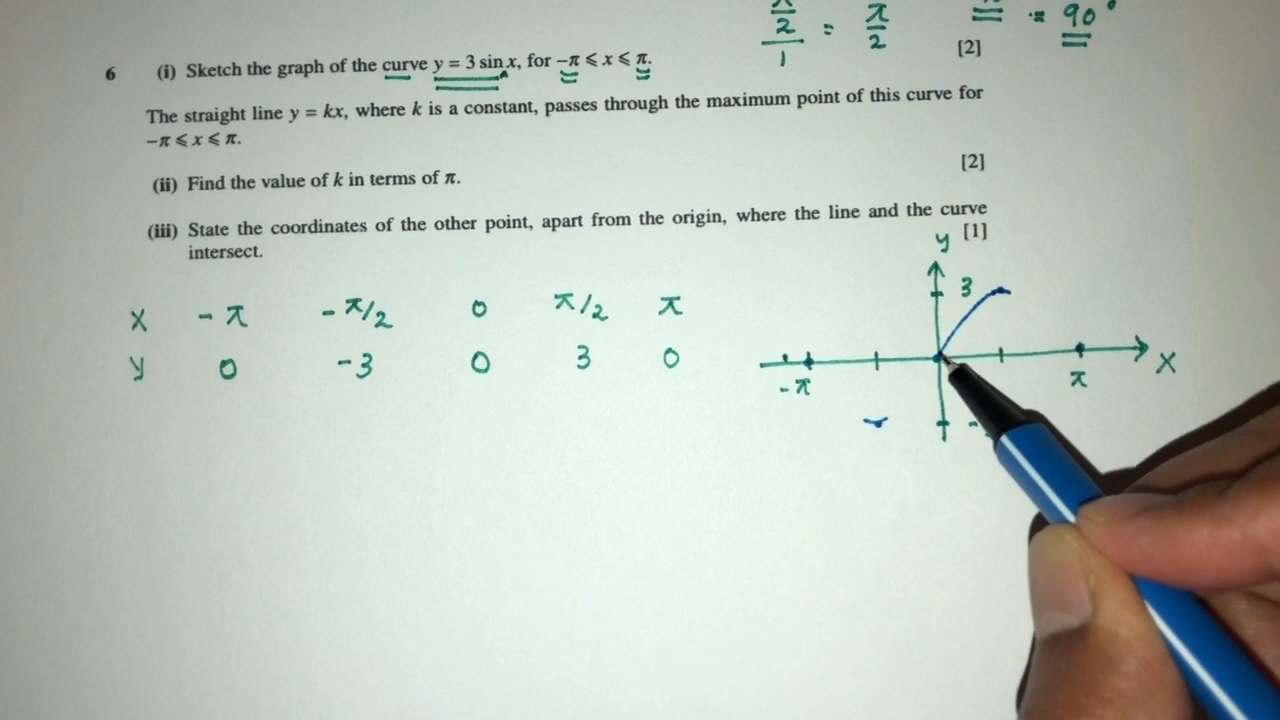 π/2 / 1 = π/2 = 90°
6 (i) Sketch the graph of the curve y = 3 sin x, for −π ⩽ x ⩽ π. [2]
The straight line y = kx, where k is a constant, passes through the maximum point of this curve for
−π ⩽ x ⩽ π.
(ii) Find the value of k in terms of π. [2]
(iii) State the coordinates of the other point, apart from the origin, where the line and the curve
intersect. [1]
x -π -π/2 0 π/2 π
y 0 -3 0 3 0
y
3
x
-π
π